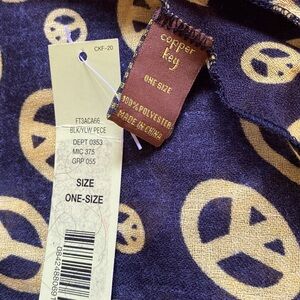 CKF-20
FT3ACA66
BLK/YLW PECE
DEPT 0353
MIC 375
GRP 055
SIZE
ONE-SIZE
copper
key
ONE SIZE
100% POLYESTER
MADE IN CHINA